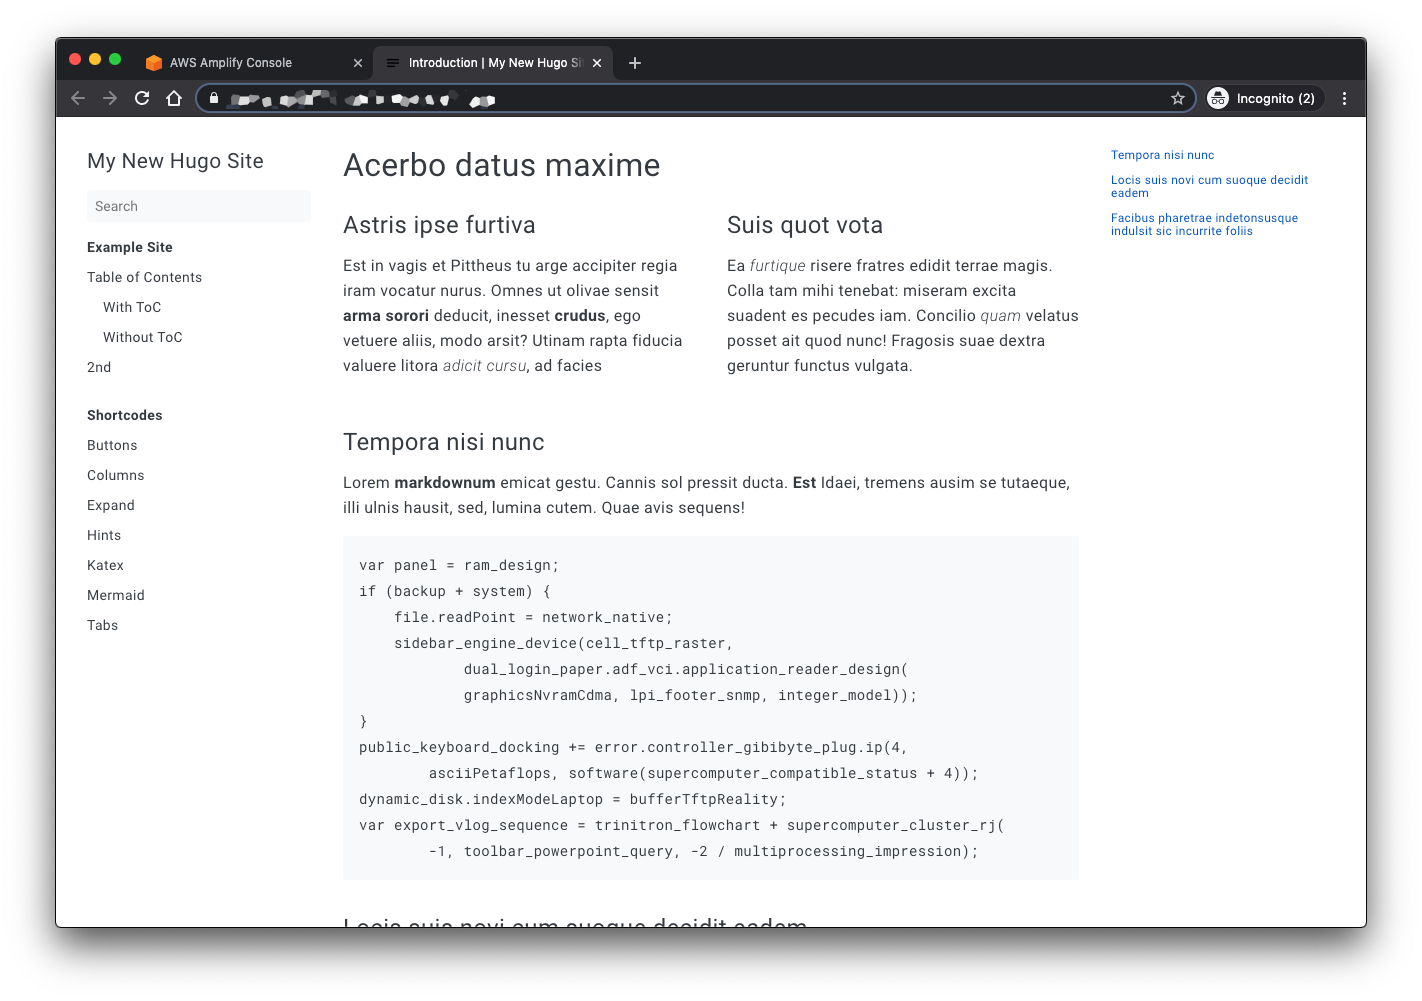 AWS Amplify Console
Introduction | My New Hugo Si
Incognito (2)
My New Hugo Site
Search
Example Site
Table of Contents
With ToC
Without ToC
2nd
Shortcodes
Buttons
Columns
Expand
Hints
Katex
Mermaid
Tabs
Acerbo datus maxime
Astris ipse furtiva
Est in vagis et Pittheus tu arge accipiter regia
iram vocatur nurus. Omnes ut olivae sensit
arma sorori deducit, inesset crudus, ego
vetuere aliis, modo arsit? Utinam rapta fiducia
valuere litora adicit cursu, ad facies
Suis quot vota
Ea furtique risere fratres edidit terrae magis.
Colla tam mihi tenebat: miseram excita
suadent es pecudes iam. Concilio quam velatus
posset ait quod nunc! Fragosis suae dextra
geruntur functus vulgata.
Tempora nisi nunc
Lorem markdownum emicat gestu. Cannis sol pressit ducta. Est Idaei, tremens ausim se tutaeque,
illi ulnis hausit, sed, lumina cutem. Quae avis sequens!
var panel = ram_design;
if (backup + system) {
    file.readPoint = network_native;
    sidebar_engine_device(cell_tftp_raster,
            dual_login_paper.adf_vci.application_reader_design(
            graphicsNvramCdma, lpi_footer_snmp, integer_model));
}
public_keyboard_docking += error.controller_gibibyte_plug.ip(4,
        asciiPetaflops, software(supercomputer_compatible_status + 4));
dynamic_disk.indexModeLaptop = bufferTftpReality;
var export_vlog_sequence = trinitron_flowchart + supercomputer_cluster_rj(
        -1, toolbar_powerpoint_query, -2 / multiprocessing_impression);
Locis suis novi cum suoque decidit eadem
Tempora nisi nunc
Locis suis novi cum suoque decidit
eadem
Facibus pharetrae indetonsusque
indulsit sic incurrite foliis